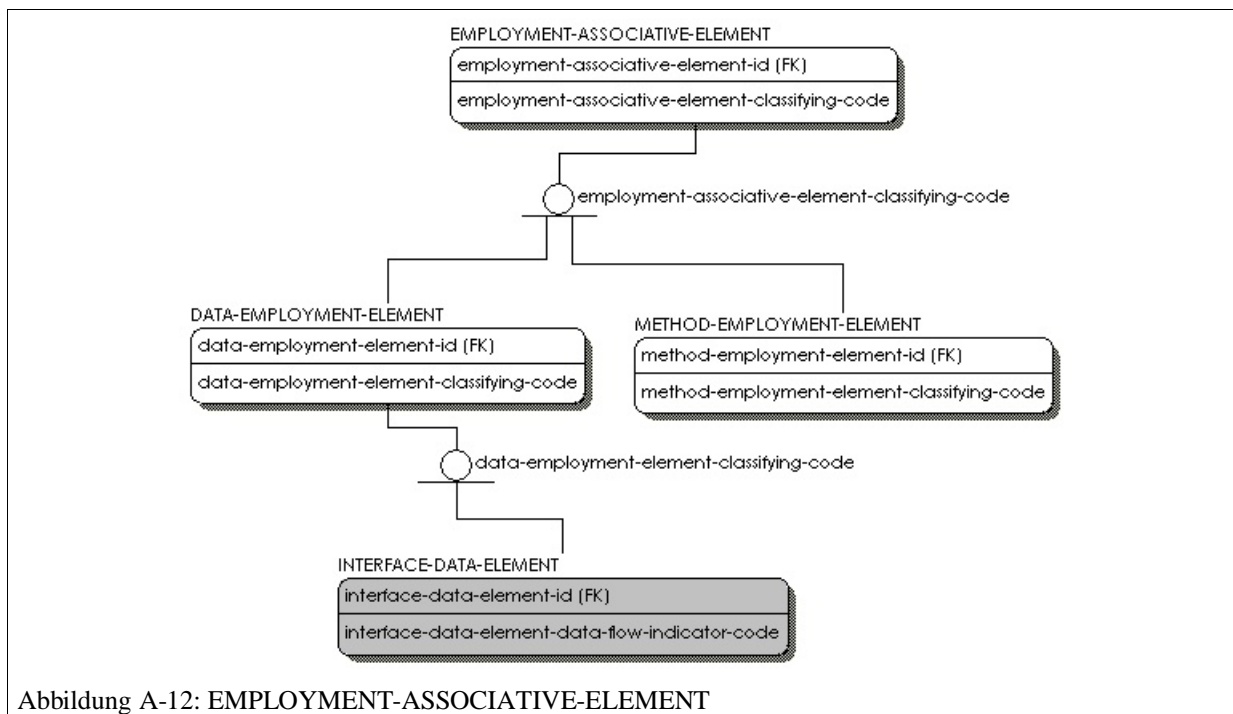 EMPLOYMENT-ASSOCIATIVE-ELEMENT
employment-associative-element-id (FK)
employment-associative-element-classifying-code
employment-associative-element-classifying-code
DATA-EMPLOYMENT-ELEMENT
data-employment-element-id (FK)
data-employment-element-classifying-code
METHOD-EMPLOYMENT-ELEMENT
method-employment-element-id (FK)
method-employment-element-classifying-code
data-employment-element-classifying-code
INTERFACE-DATA-ELEMENT
interface-data-element-id (FK)
interface-data-element-data-flow-indicator-code
Abbildung A-12: EMPLOYMENT-ASSOCIATIVE-ELEMENT